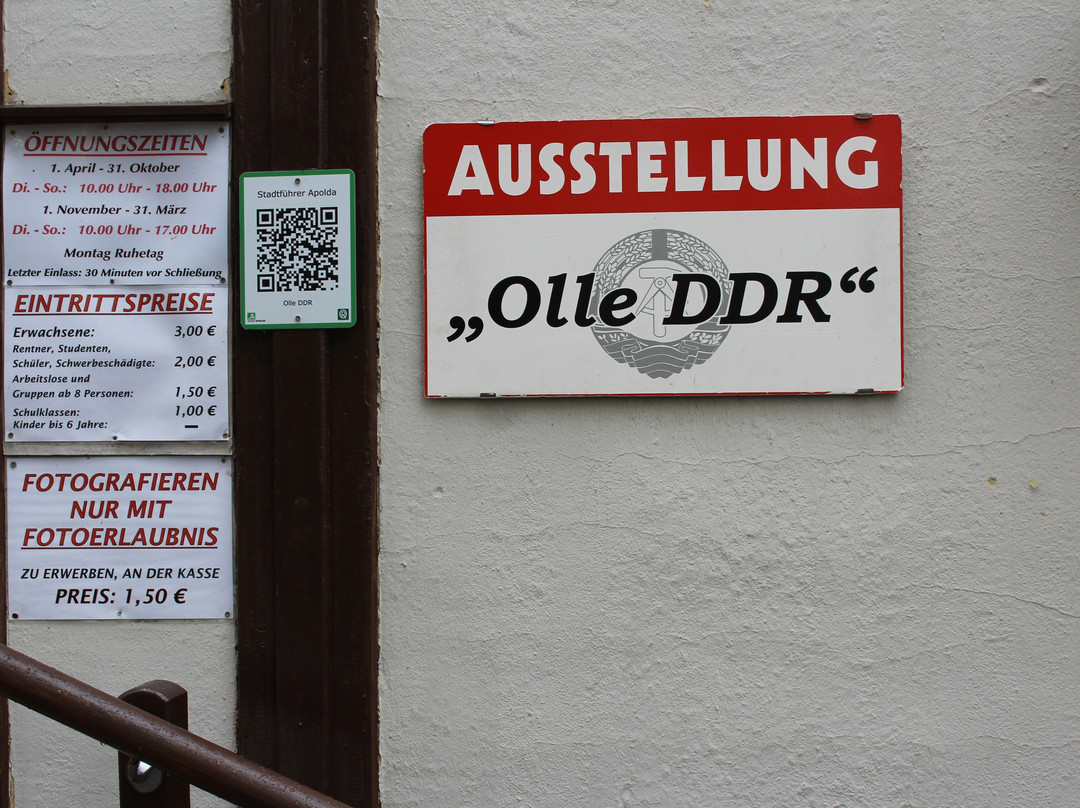 ÖFFNUNGSZEITEN
1. April - 31. Oktober
Di. - So.: 10.00 Uhr - 18.00 Uhr
1. November - 31. März
Di. - So.: 10.00 Uhr - 17.00 Uhr
Montag Ruhetag
Letzter Einlass: 30 Minuten vor Schließung
EINTRITTSPREISE
Erwachsene: 3,00 €
Rentner, Studenten,
Schüler, Schwerbeschädigte: 2,00 €
Arbeitslose und
Gruppen ab 8 Personen: 1,50 €
Schulklassen: 1,00 €
Kinder bis 6 Jahre: —
FOTOGRAFIEREN
NUR MIT
FOTOERLAUBNIS
ZU ERWERBEN, AN DER KASSE
PREIS: 1,50 €
Stadtführer Apolda
Olle DDR
AUSSTELLUNG
„Olle DDR“